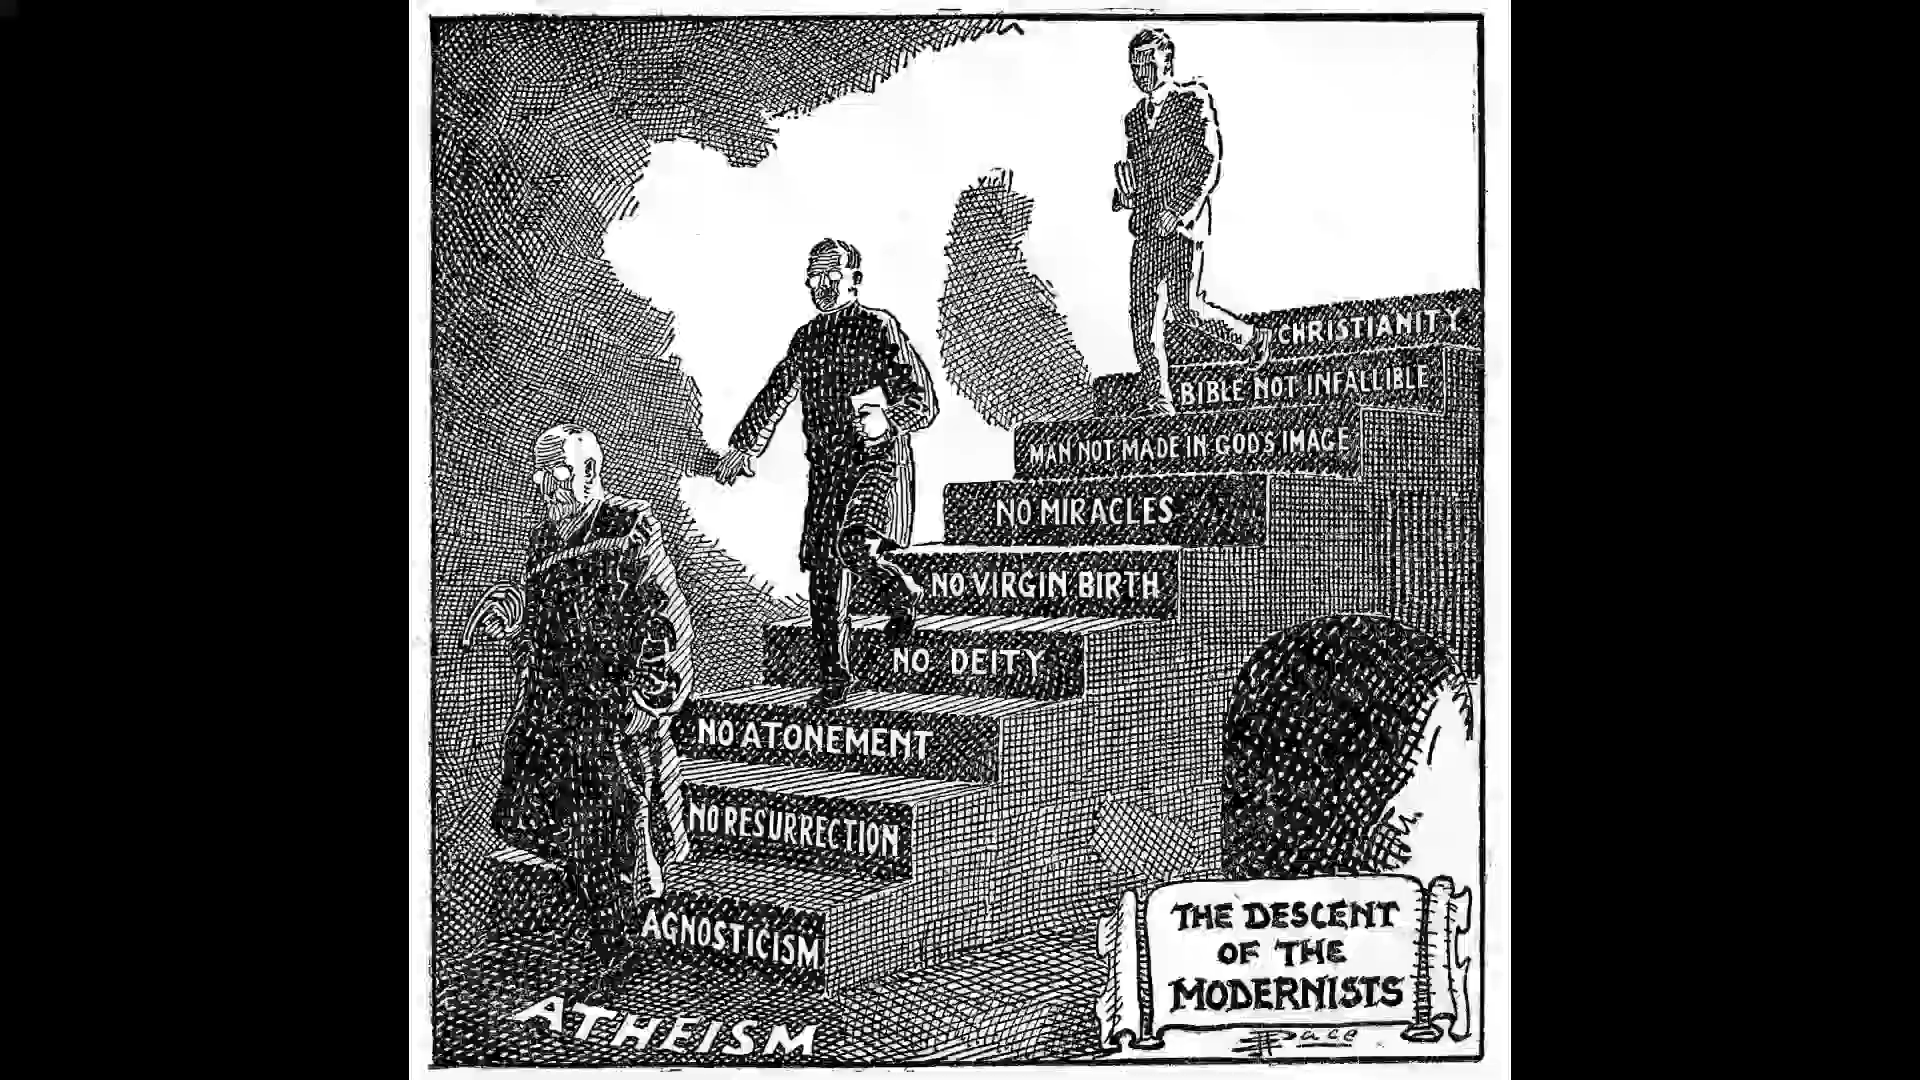 CHRISTIANITY
BIBLE NOT INFALLIBLE
MAN NOT MADE IN GOD'S IMAGE
NO MIRACLES
NO VIRGIN BIRTH
NO DEITY
NO ATONEMENT
NO RESURRECTION
AGNOSTICISM
ATHEISM
THE DESCENT
OF THE
MODERNISTS
Pace